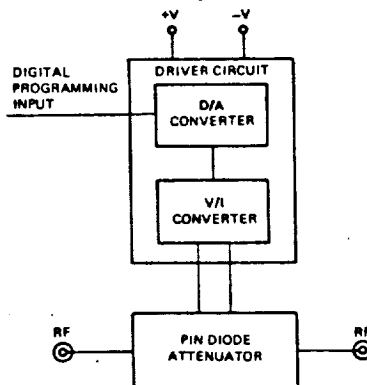 +V -V
DIGITAL
PROGRAMMING
INPUT
DRIVER CIRCUIT
D/A
CONVERTER
V/I
CONVERTER
RF
PIN DIODE
ATTENUATOR
RF